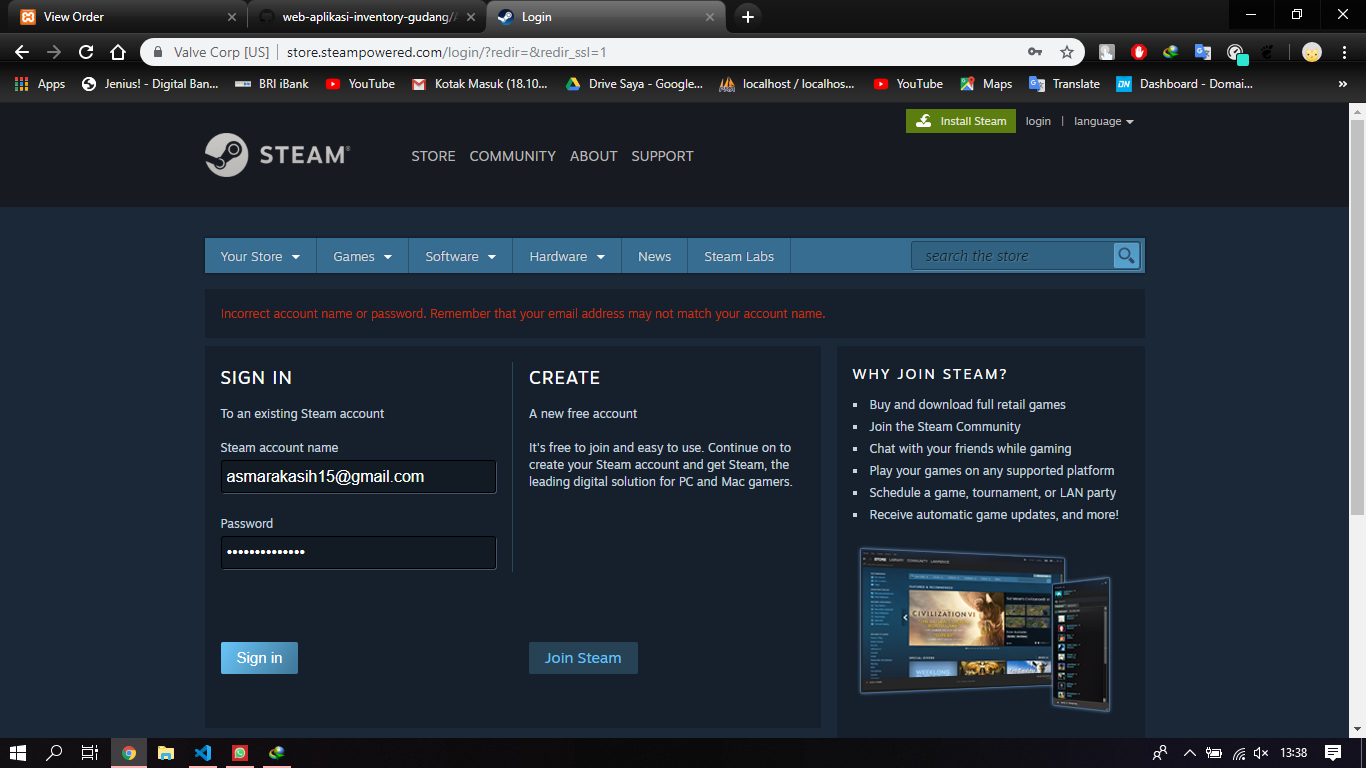 View Order
web-aplikasi-inventory-gudang/
Login
Valve Corp [US] | store.steampowered.com/login/?redir=&redir_ssl=1
Apps
Jenius! - Digital Ban...
BRI iBank
YouTube
Kotak Masuk (18.10...
Drive Saya - Google...
localhost / localhos...
YouTube
Maps
Translate
DN
Dashboard - Domai...
»
Install Steam
login | language
STEAM®
STORE COMMUNITY ABOUT SUPPORT
Your Store
Games
Software
Hardware
News
Steam Labs
search the store
Incorrect account name or password. Remember that your email address may not match your account name.
SIGN IN
To an existing Steam account
Steam account name
asmarakasih15@gmail.com
Password
••••••••••••••
Sign in
CREATE
A new free account
It's free to join and easy to use. Continue on to
create your Steam account and get Steam, the
leading digital solution for PC and Mac gamers.
Join Steam
WHY JOIN STEAM?
Buy and download full retail games
Join the Steam Community
Chat with your friends while gaming
Play your games on any supported platform
Schedule a game, tournament, or LAN party
Receive automatic game updates, and more!
STORE LIBRARY COMMUNITY
CIVILIZATION VI
13:38